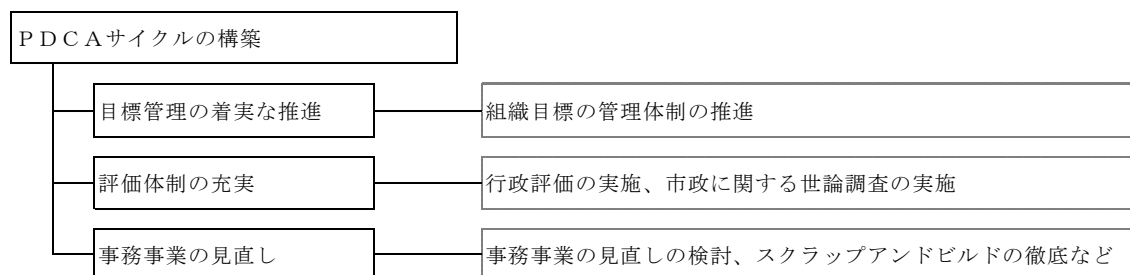 ＰＤＣＡサイクルの構築
目標管理の着実な推進
組織目標の管理体制の推進
評価体制の充実
行政評価の実施、市政に関する世論調査の実施
事務事業の見直し
事務事業の見直しの検討、スクラップアンドビルドの徹底など